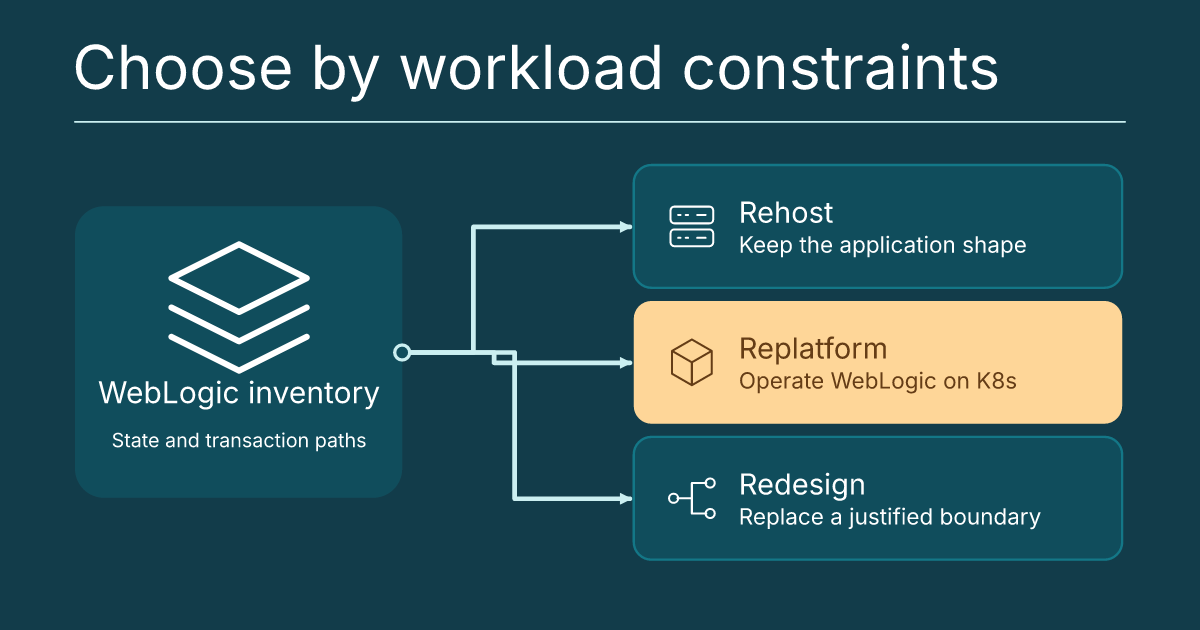 Choose by workload constraints
WebLogic inventory
State and transaction paths
Rehost
Keep the application shape
Replatform
Operate WebLogic on K8s
Redesign
Replace a justified boundary